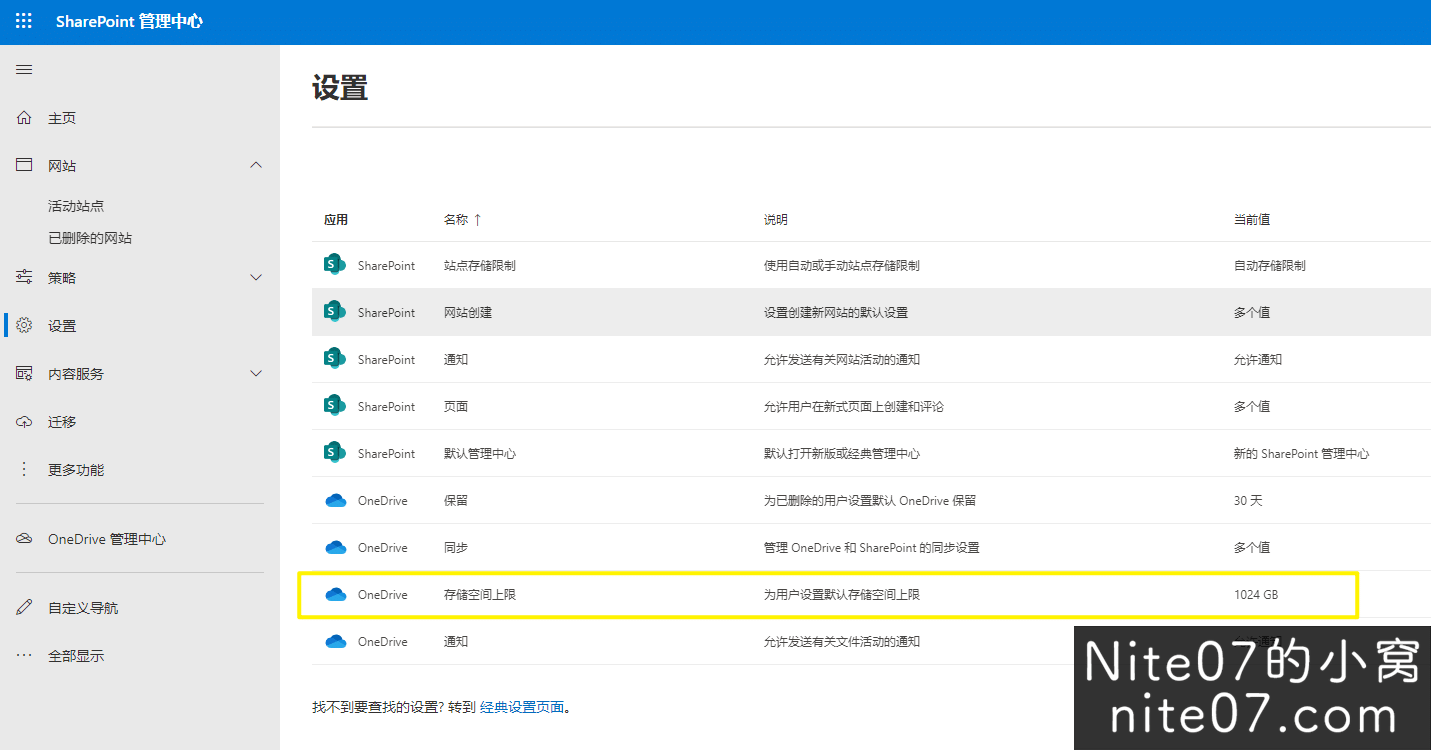 SharePoint 管理中心
主页
网站
活动站点
已删除的网站
策略
设置
内容服务
迁移
更多功能
OneDrive 管理中心
自定义导航
全部显示
设置
应用 名称 ↑ 说明 当前值
SharePoint 站点存储限制 使用自动或手动站点存储限制 自动存储限制
SharePoint 网站创建 设置创建新网站的默认设置 多个值
SharePoint 通知 允许发送有关网站活动的通知 允许通知
SharePoint 页面 允许用户在新式页面上创建和评论 多个值
SharePoint 默认管理中心 默认打开新版或经典管理中心 新的 SharePoint 管理中心
OneDrive 保留 为已删除的用户设置默认 OneDrive 保留 30 天
OneDrive 同步 管理 OneDrive 和 SharePoint 的同步设置 多个值
OneDrive 存储空间上限 为用户设置默认存储空间上限 1024 GB
OneDrive 通知 允许发送有关文件活动的通知
找不到要查找的设置? 转到 经典设置页面。
Nite07的小窝
nite07.com